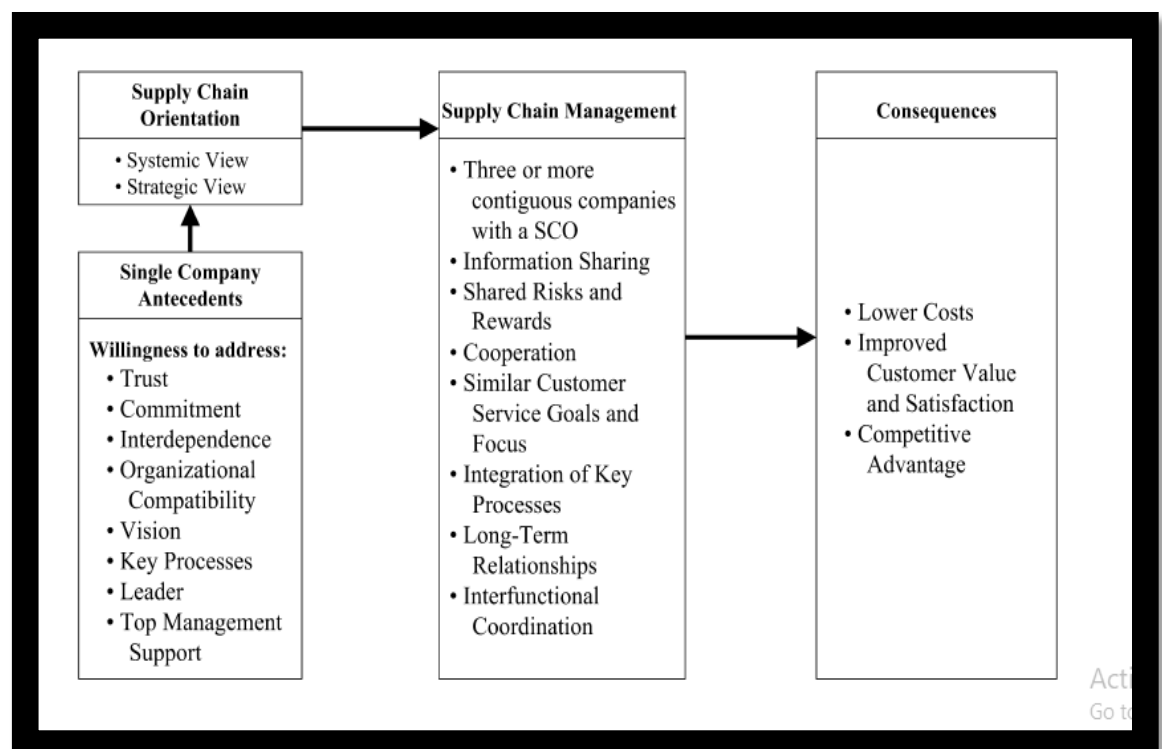 Supply Chain
Orientation
• Systemic View
• Strategic View
Single Company
Antecedents
Willingness to address:
• Trust
• Commitment
• Interdependence
• Organizational
Compatibility
• Vision
• Key Processes
• Leader
• Top Management
Support
Supply Chain Management
• Three or more
contiguous companies
with a SCO
• Information Sharing
• Shared Risks and
Rewards
• Cooperation
• Similar Customer
Service Goals and
Focus
• Integration of Key
Processes
• Long-Term
Relationships
• Interfunctional
Coordination
Consequences
• Lower Costs
• Improved
Customer Value
and Satisfaction
• Competitive
Advantage
Go